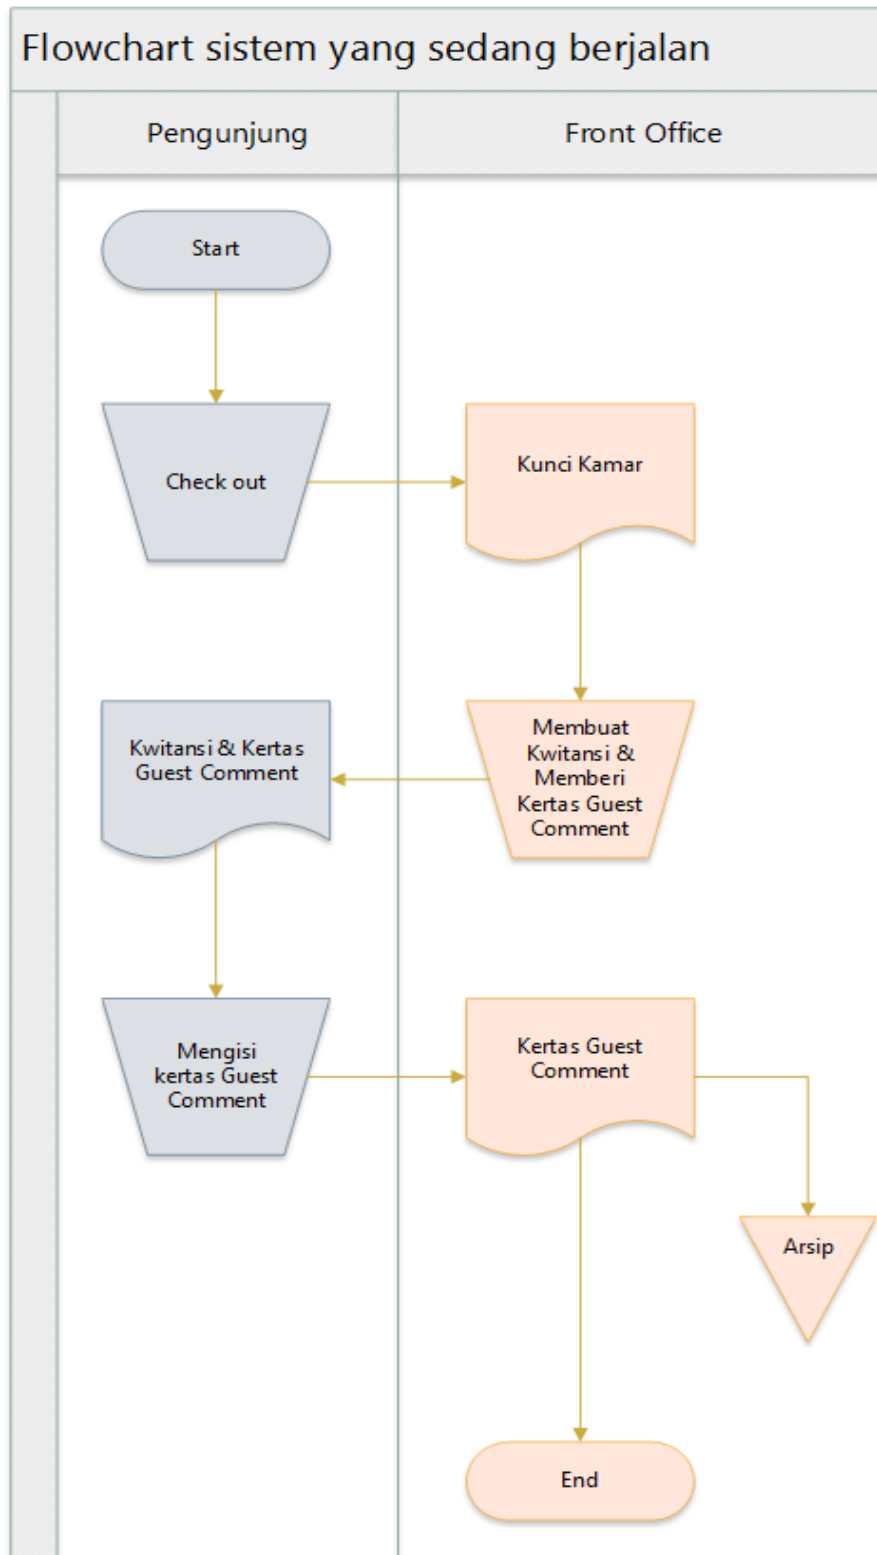 Flowchart sistem yang sedang berjalan
Pengunjung
Front Office
Start
Check out
Kunci Kamar
Kwitansi & Kertas
Guest Comment
Membuat
Kwitansi &
Memberi
Kertas Guest
Comment
Mengisi
kertas Guest
Comment
Kertas Guest
Comment
Arsip
End